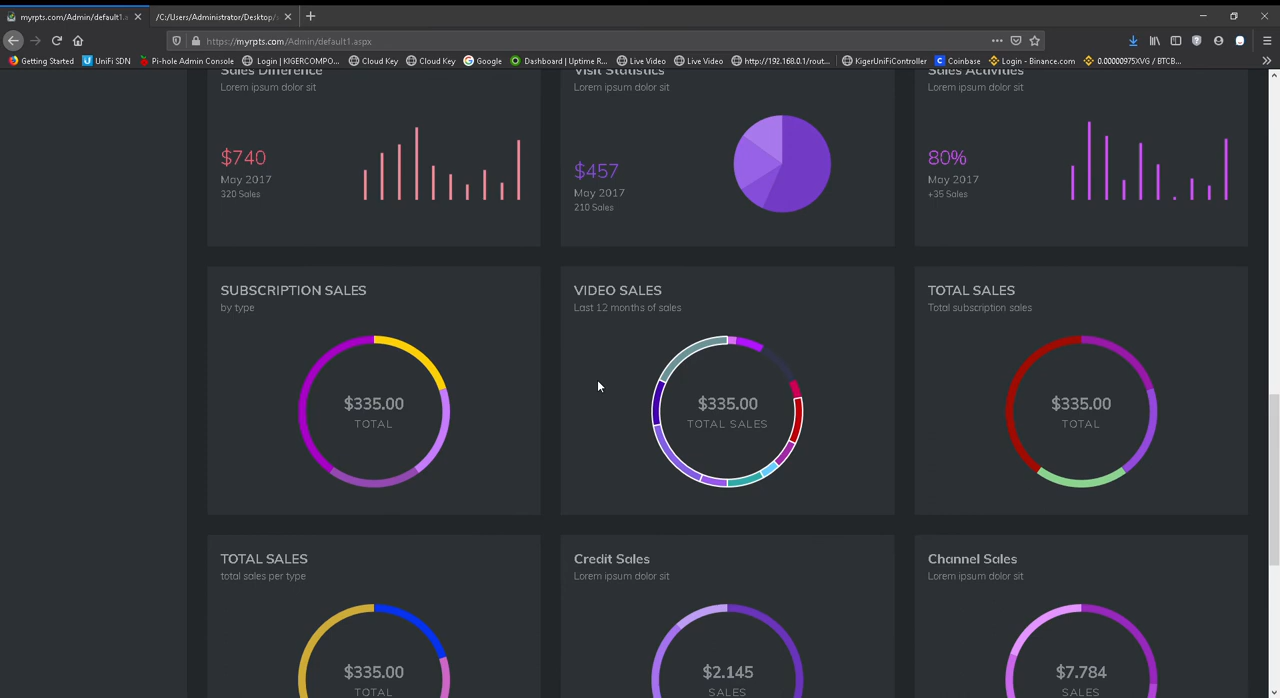 myrpts.com/Admin/default1.a
/C:/Users/Administrator/Desktop/
https://myrpts.com/Admin/default1.aspx
Getting Started
UniFi SDN
Pi-hole Admin Console
Login | KIGERCOMPO...
Cloud Key
Cloud Key
Google
Dashboard | Uptime R...
Live Video
Live Video
http://192.168.0.1/rout...
KigerUniFiController
Coinbase
Login - Binance.com
0.00000975XVG / BTCB...
Sales Difference
Lorem ipsum dolor sit
$740
May 2017
320 Sales
Visit Statistics
Lorem ipsum dolor sit
$457
May 2017
210 Sales
Sales Activities
Lorem ipsum dolor sit
80%
May 2017
+35 Sales
SUBSCRIPTION SALES
by type
$335.00
TOTAL
VIDEO SALES
Last 12 months of sales
$335.00
TOTAL SALES
TOTAL SALES
Total subscription sales
$335.00
TOTAL
TOTAL SALES
total sales per type
$335.00
TOTAL
Credit Sales
Lorem ipsum dolor sit
$2.145
SALES
Channel Sales
Lorem ipsum dolor sit
$7.784
SALES